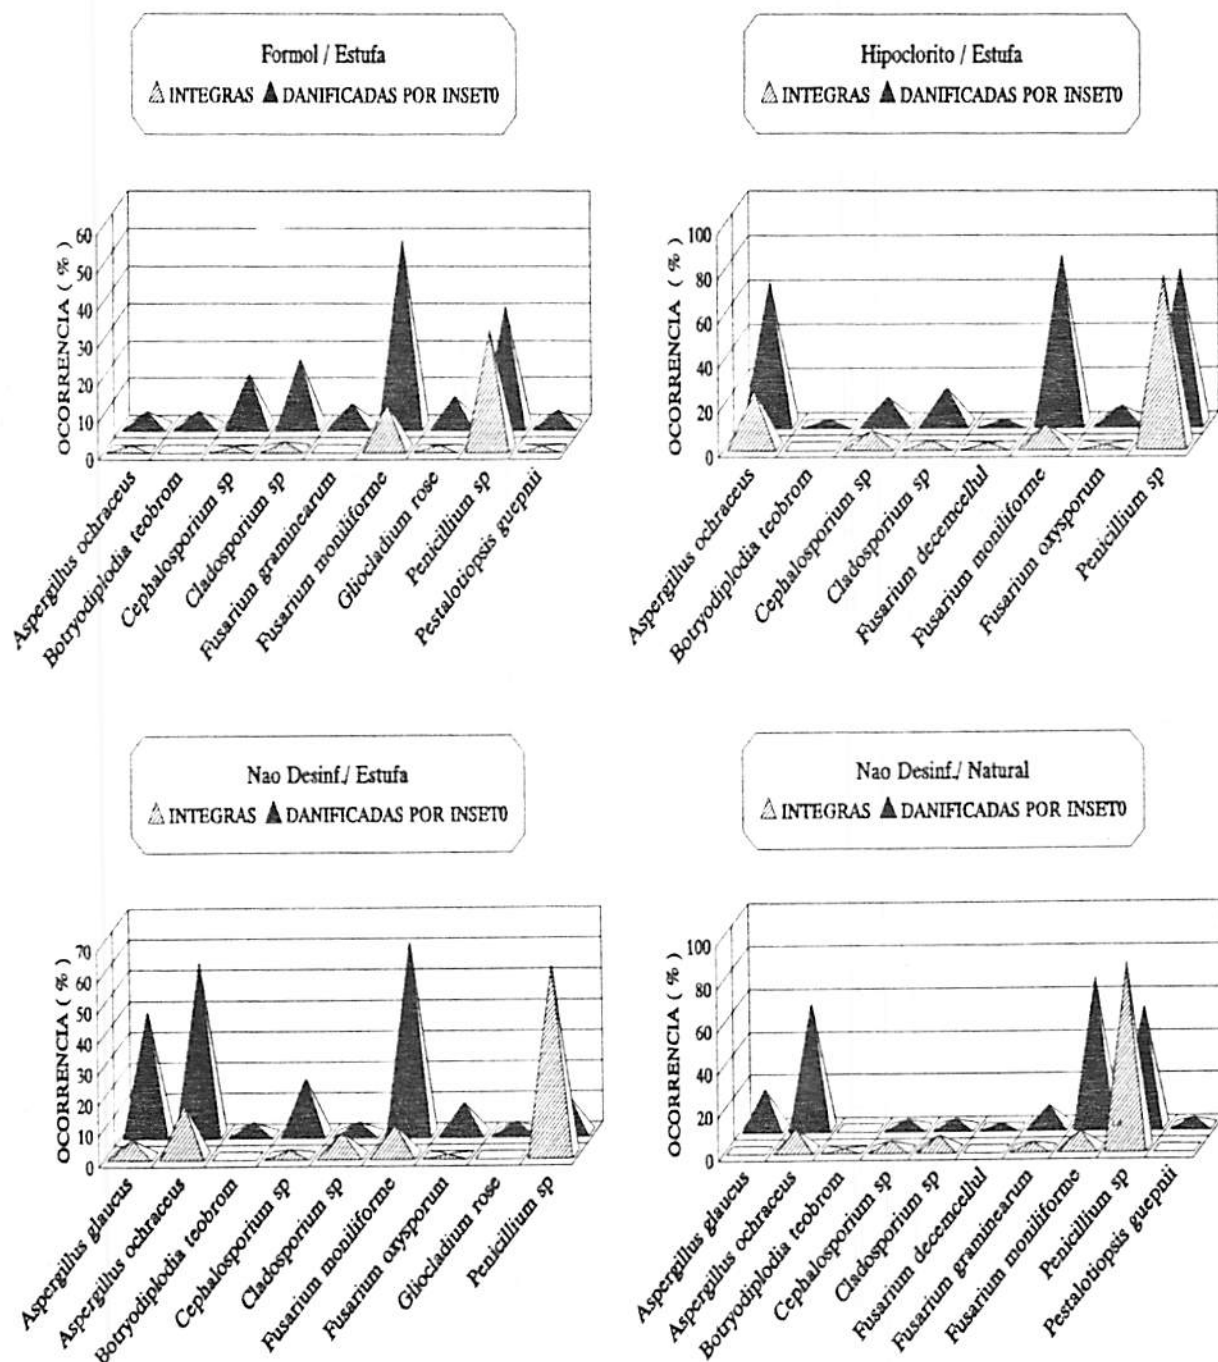 Formol / Estufa
INTEGRAS DANIFICADAS POR INSETO
OCORRENCIA ( % )
60
50
40
30
20
10
0
Aspergillus ochraceus
Botryodiplodia teobrom
Cephalosporium sp
Cladosporium sp
Fusarium graminearum
Fusarium moniliforme
Gliocladium rose
Penicillium sp
Pestalotiopsis guepnii
Hipoclorito / Estufa
INTEGRAS DANIFICADAS POR INSETO
OCORRENCIA ( % )
100
80
60
40
20
0
Aspergillus ochraceus
Botryodiplodia teobrom
Cephalosporium sp
Cladosporium sp
Fusarium decemcellul
Fusarium moniliforme
Fusarium oxysporum
Penicillium sp
Nao Desinf./ Estufa
INTEGRAS DANIFICADAS POR INSETO
OCORRENCIA ( % )
70
60
50
40
30
20
10
0
Aspergillus glaucus
Aspergillus ochraceus
Botryodiplodia teobrom
Cephalosporium sp
Cladosporium sp
Fusarium moniliforme
Fusarium oxysporum
Gliocladium rose
Penicillium sp
Nao Desinf./ Natural
INTEGRAS DANIFICADAS POR INSETO
OCORRENCIA ( % )
100
80
60
40
20
0
Aspergillus glaucus
Aspergillus ochraceus
Botryodiplodia teobrom
Cephalosporium sp
Cladosporium sp
Fusarium decemcellul
Fusarium graminearum
Fusarium moniliforme
Penicillium sp
Pestalotiopsis guepnii